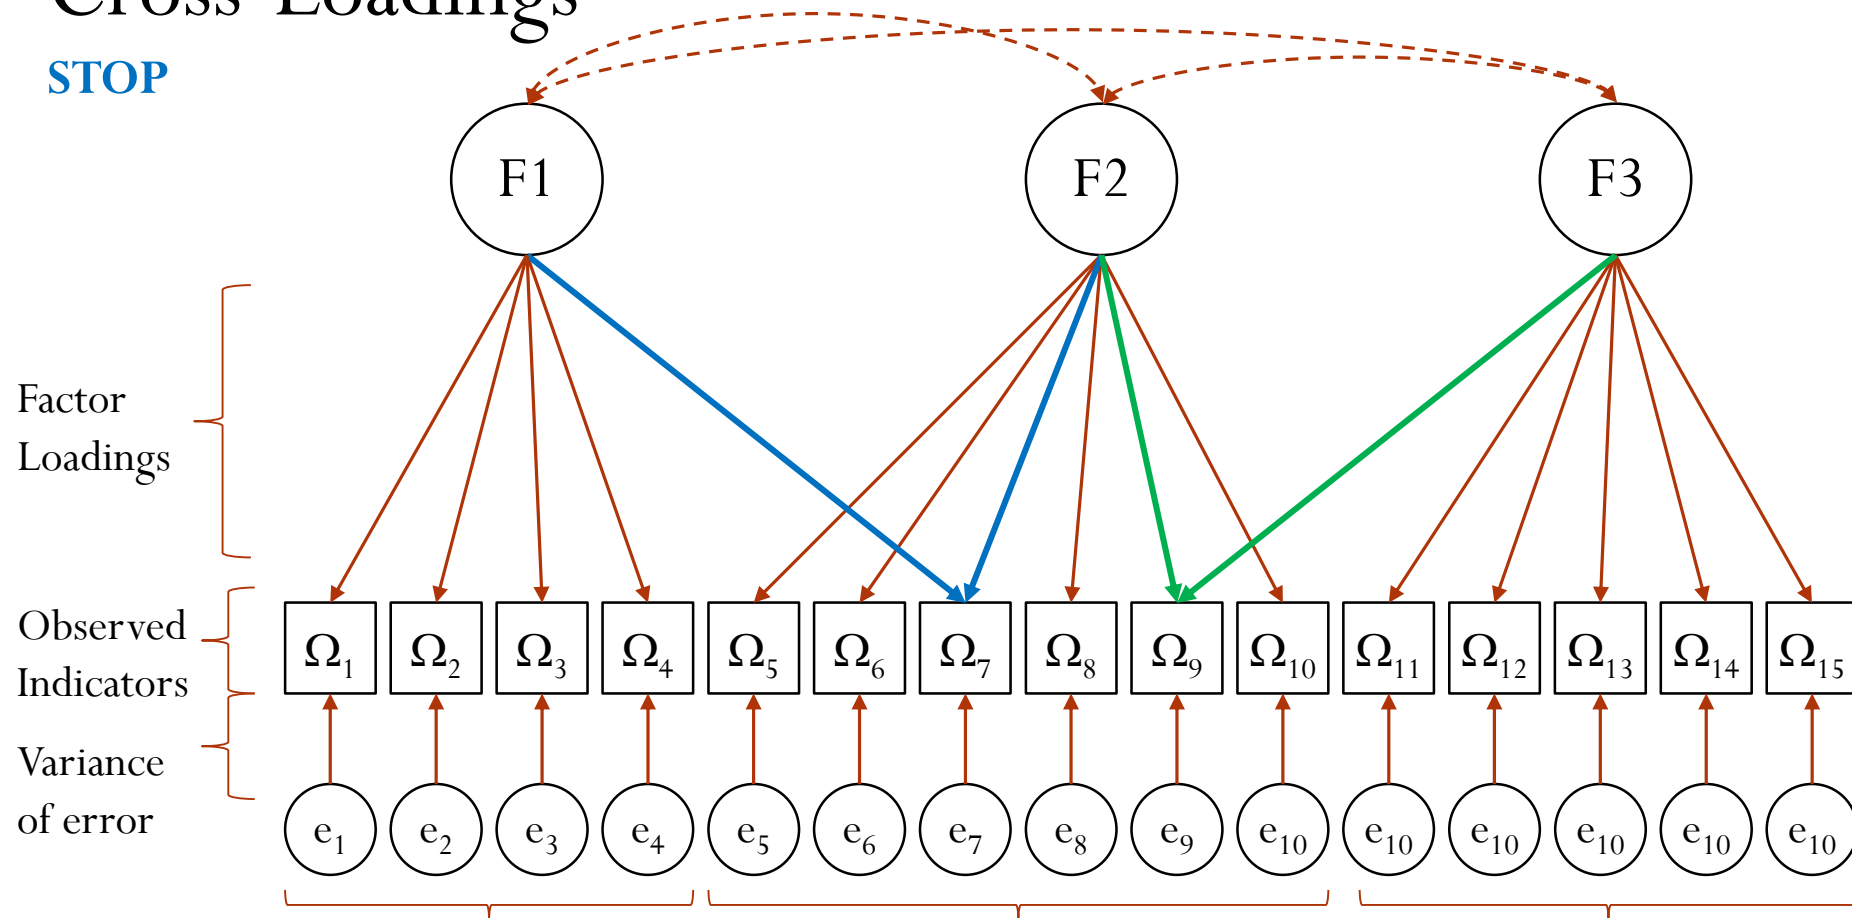 Cross-Loadings
STOP
F1 F2 F3
Factor
Loadings
Observed
Indicators
Ω₁ Ω₂ Ω₃ Ω₄ Ω₅ Ω₆ Ω₇ Ω₈ Ω₉ Ω₁₀ Ω₁₁ Ω₁₂ Ω₁₃ Ω₁₄ Ω₁₅
Variance
of error
e₁ e₂ e₃ e₄ e₅ e₆ e₇ e₈ e₉ e₁₀ e₁₀ e₁₀ e₁₀ e₁₀ e₁₀